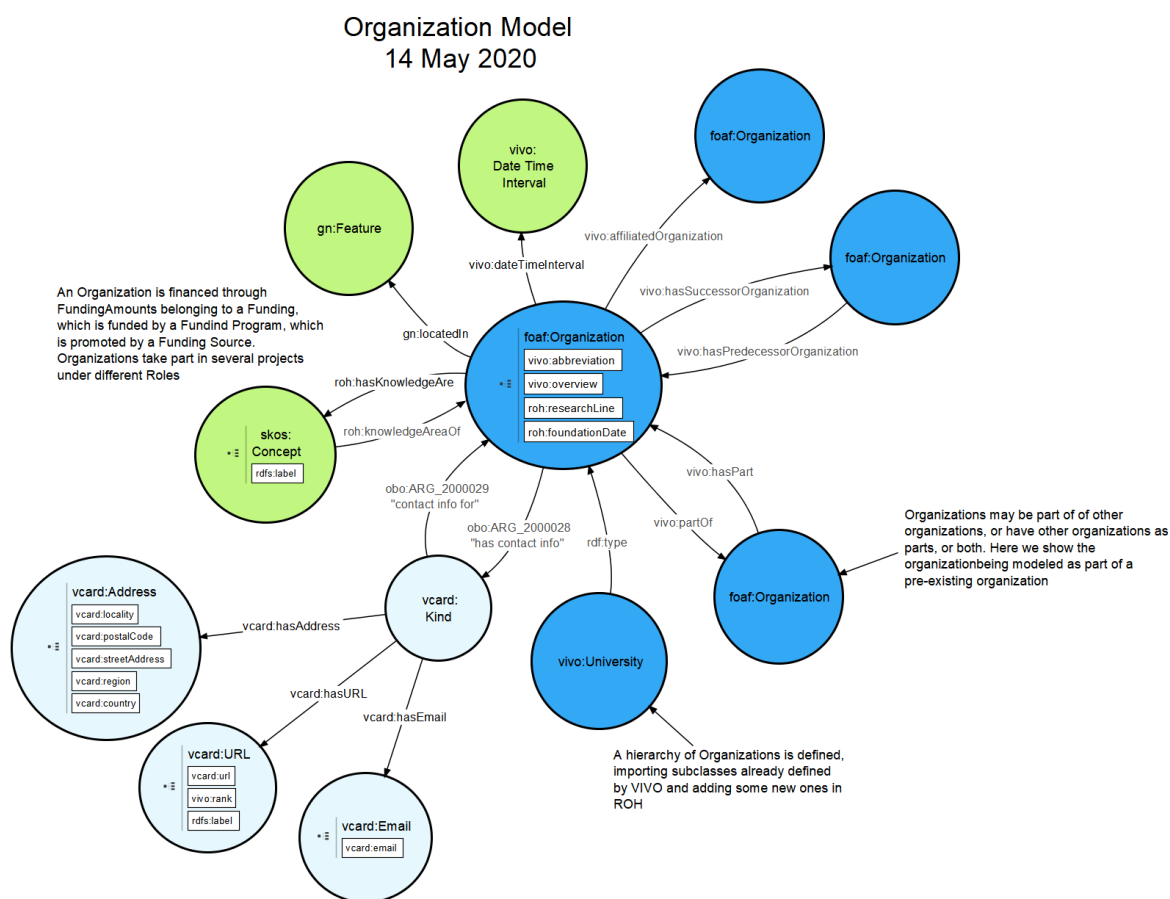 Organization Model
14 May 2020
foaf:Organization
vivo:
Date Time
Interval
gn:Feature
vivo:affiliatedOrganization
foaf:Organization
vivo:dateTimeInterval
vivo:hasSuccessorOrganization
An Organization is financed through
FundingAmounts belonging to a Funding,
which is funded by a Fundind Program, which
is promoted by a Funding Source.
Organizations take part in several projects
under different Roles
gn:locatedIn
foaf:Organization
vivo:abbreviation
vivo:overview
roh:researchLine
roh:foundationDate
vivo:hasPredecessorOrganization
roh:hasKnowledgeAre
roh:knowledgeAreaOf
skos:
Concept
rdfs:label
obo:ARG_2000029
"contact info for"
obo:ARG_2000028
"has contact info"
rdf:type
vivo:hasPart
vivo:partOf
Organizations may be part of of other
organizations, or have other organizations as
parts, or both. Here we show the
organizationbeing modeled as part of a
pre-existing organization
foaf:Organization
vcard:Address
vcard:locality
vcard:postalCode
vcard:streetAddress
vcard:region
vcard:country
vcard:
Kind
vcard:hasAddress
vivo:University
vcard:hasURL
vcard:hasEmail
vcard:URL
vcard:url
vivo:rank
rdfs:label
A hierarchy of Organizations is defined,
importing subclasses already defined
by VIVO and adding some new ones in
ROH
vcard:Email
vcard:email